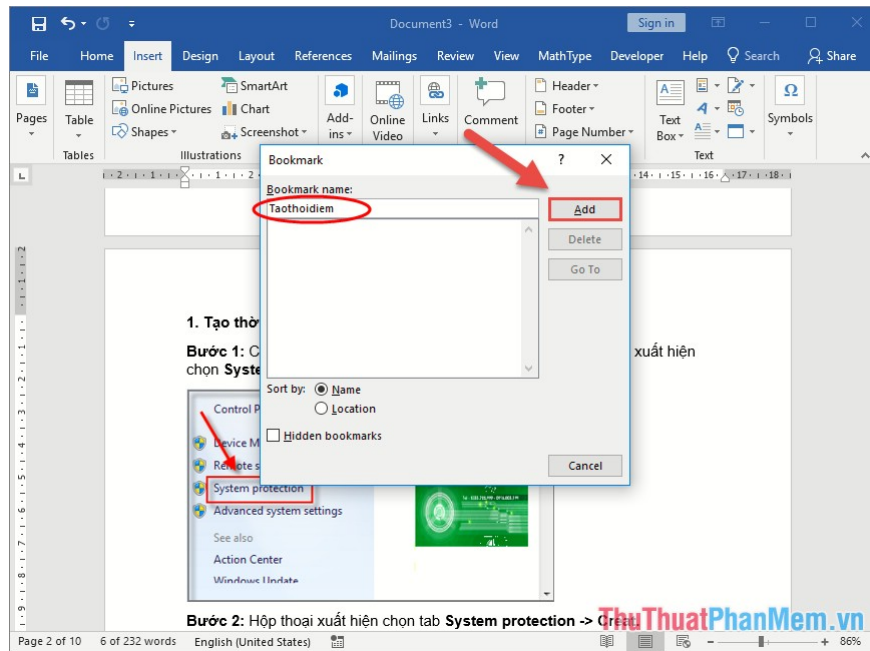 Document3 - Word
Sign in
File Home Insert Design Layout References Mailings Review View MathType Developer Help Search Share
Pages
Table
Pictures
Online Pictures
Shapes
SmartArt
Chart
Screenshot
Add-
ins
Online
Video
Links
Comment
Header
Footer
Page Number
Text
Box
Symbols
Tables
Illustrations
Text
Bookmark
Bookmark name:
Taothoidiem
Add
Delete
Go To
Sort by: Name
Location
Hidden bookmarks
Cancel
1. Tạo thờ
Bước 1: C xuất hiện
chọn Syste
Control P
Device M
Remote s
System protection
Advanced system settings
See also
Action Center
Windows Update
Bước 2: Hộp thoại xuất hiện chọn tab System protection -> Creat.
ThuThuatPhanMem.vn
Page 2 of 10 6 of 232 words English (United States) 86%